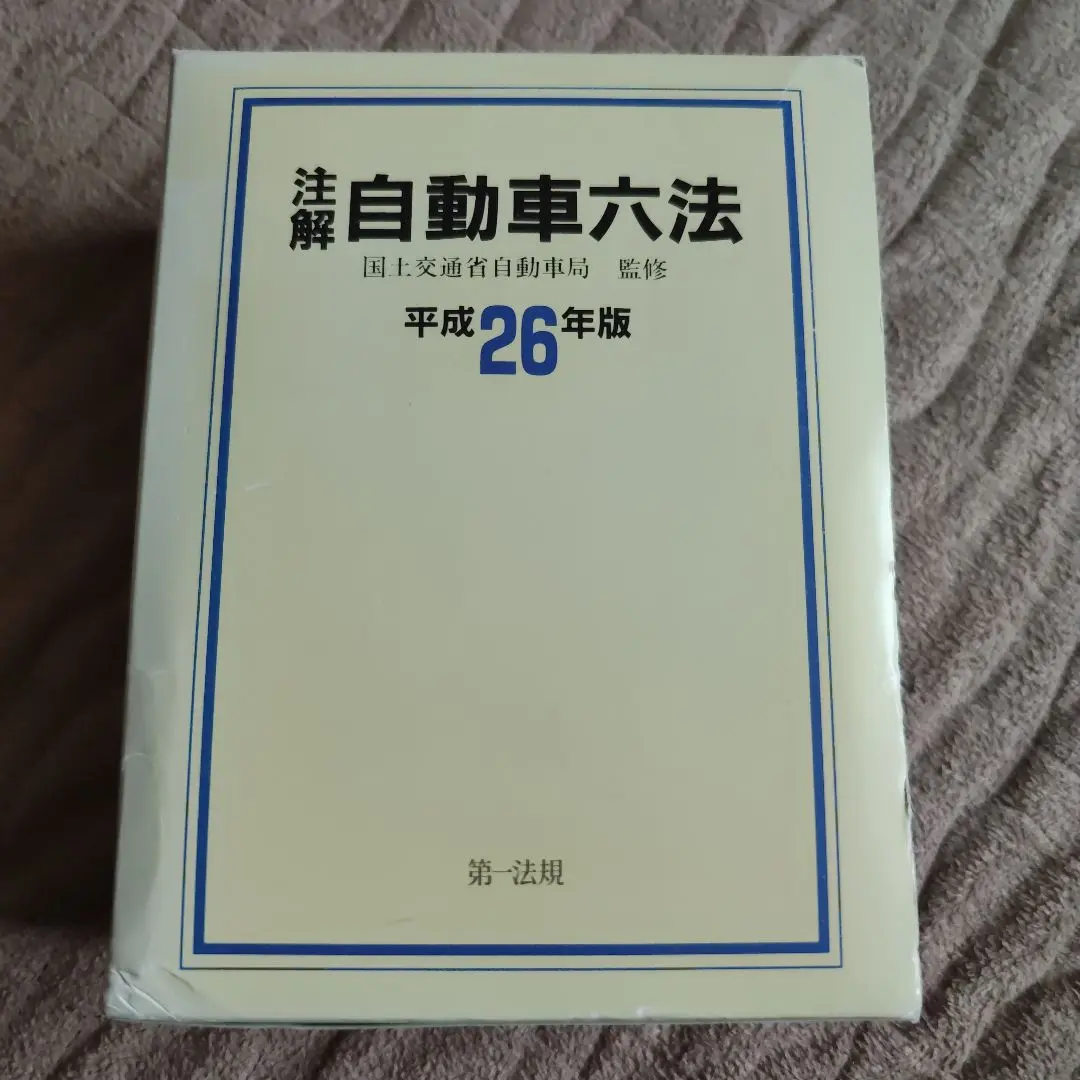 注解 自動車六法
国土交通省自動車局 監修
平成26年版
第一法規